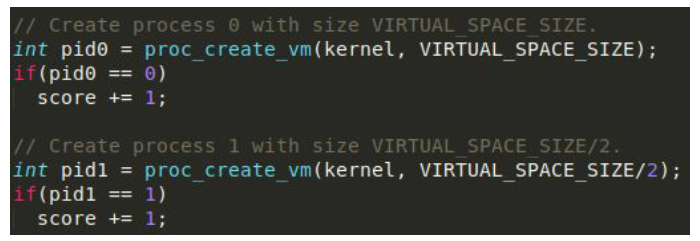 // Create process 0 with size VIRTUAL_SPACE_SIZE.
int pid0 = proc_create_vm(kernel, VIRTUAL_SPACE_SIZE);
if(pid0 == 0)
  score += 1;

// Create process 1 with size VIRTUAL_SPACE_SIZE/2.
int pid1 = proc_create_vm(kernel, VIRTUAL_SPACE_SIZE/2);
if(pid1 == 1)
  score += 1;